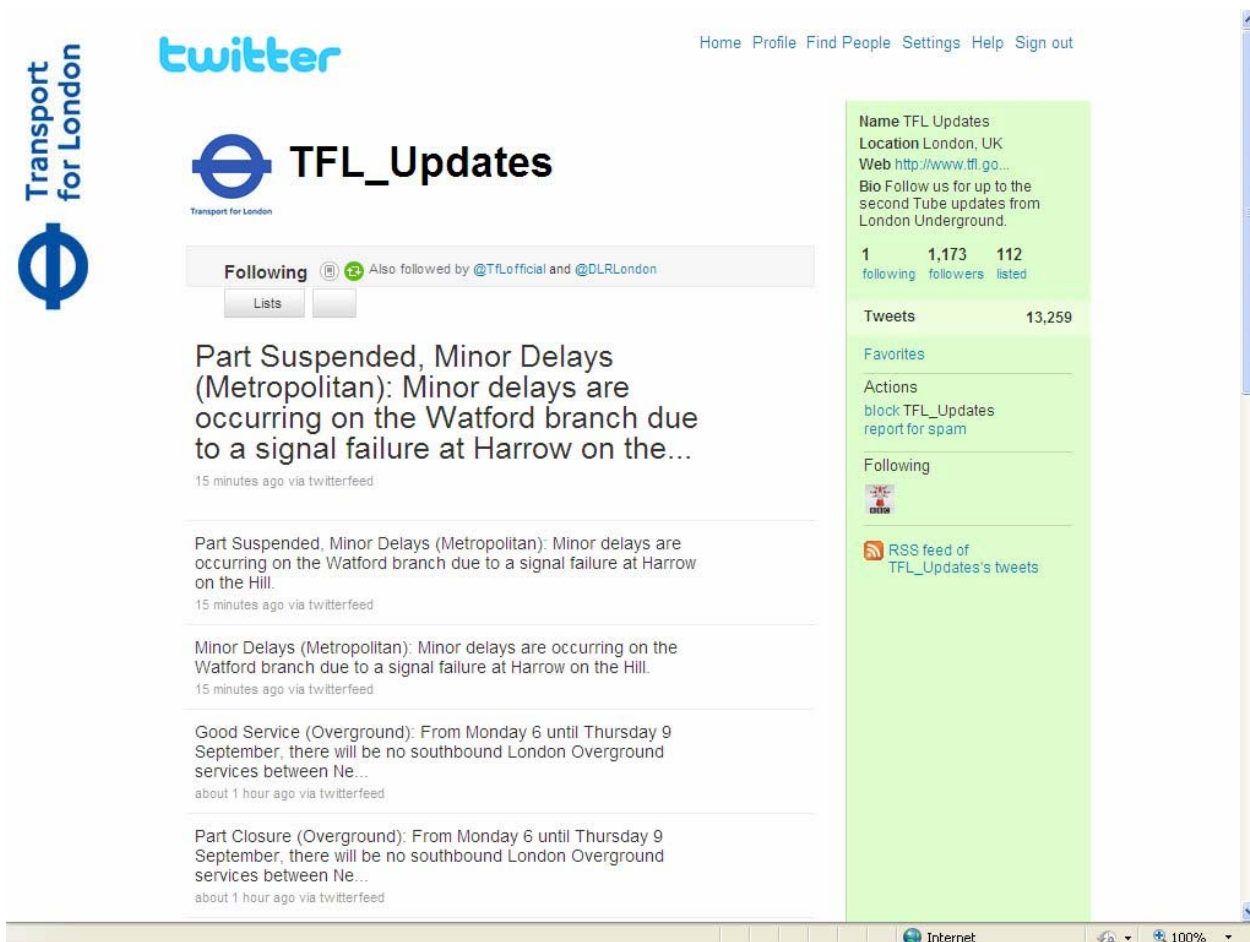 Transport
for London
twitter
Home Profile Find People Settings Help Sign out
TFL_Updates
Transport for London
Following Also followed by @TfLofficial and @DLRLondon
Lists
Part Suspended, Minor Delays
(Metropolitan): Minor delays are
occurring on the Watford branch due
to a signal failure at Harrow on the...
15 minutes ago via twitterfeed
Part Suspended, Minor Delays (Metropolitan): Minor delays are
occurring on the Watford branch due to a signal failure at Harrow
on the Hill.
15 minutes ago via twitterfeed
Minor Delays (Metropolitan): Minor delays are occurring on the
Watford branch due to a signal failure at Harrow on the Hill.
15 minutes ago via twitterfeed
Good Service (Overground): From Monday 6 until Thursday 9
September, there will be no southbound London Overground
services between Ne...
about 1 hour ago via twitterfeed
Part Closure (Overground): From Monday 6 until Thursday 9
September, there will be no southbound London Overground
services between Ne...
about 1 hour ago via twitterfeed
Name TFL Updates
Location London, UK
Web http://www.tfl.go...
Bio Follow us for up to the
second Tube updates from
London Underground.
1 1,173 112
following followers listed
Tweets 13,259
Favorites
Actions
block TFL_Updates
report for spam
Following
RSS feed of
TFL_Updates's tweets
Internet 100%